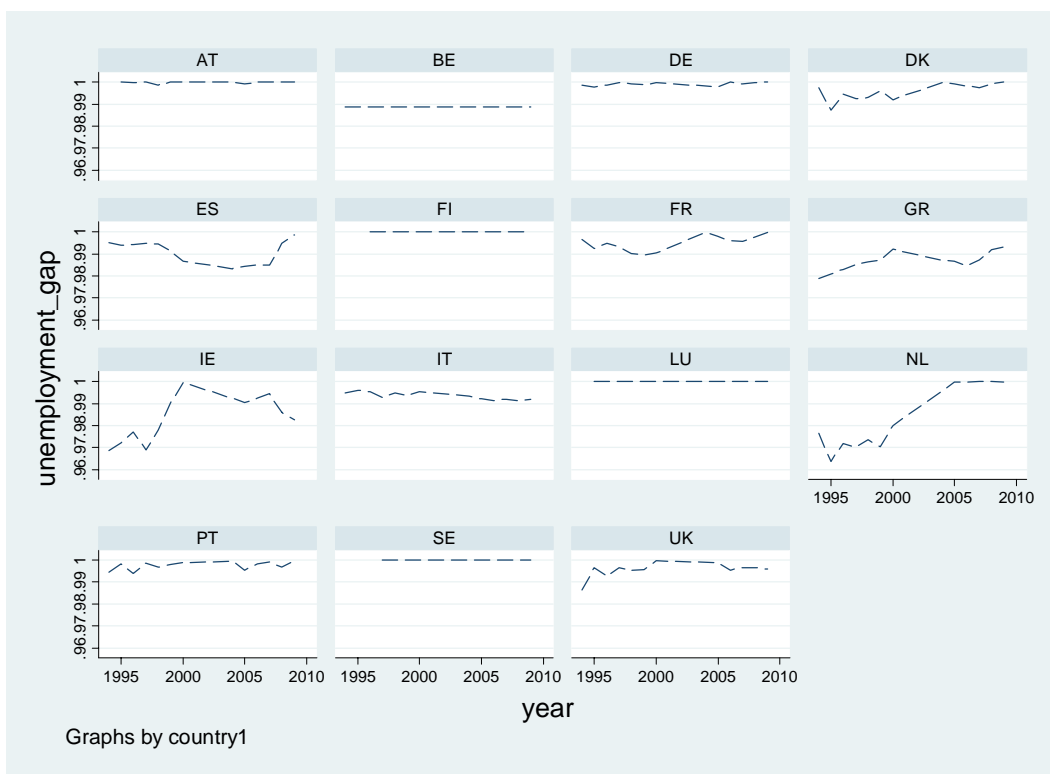 AT BE DE DK
.96 .97 .98 .99 1
ES FI FR GR
.96 .97 .98 .99 1
unemployment_gap
IE IT LU NL
.96 .97 .98 .99 1
1995 2000 2005 2010
PT SE UK
.96 .97 .98 .99 1
1995 2000 2005 2010 1995 2000 2005 2010 1995 2000 2005 2010
year
Graphs by country1